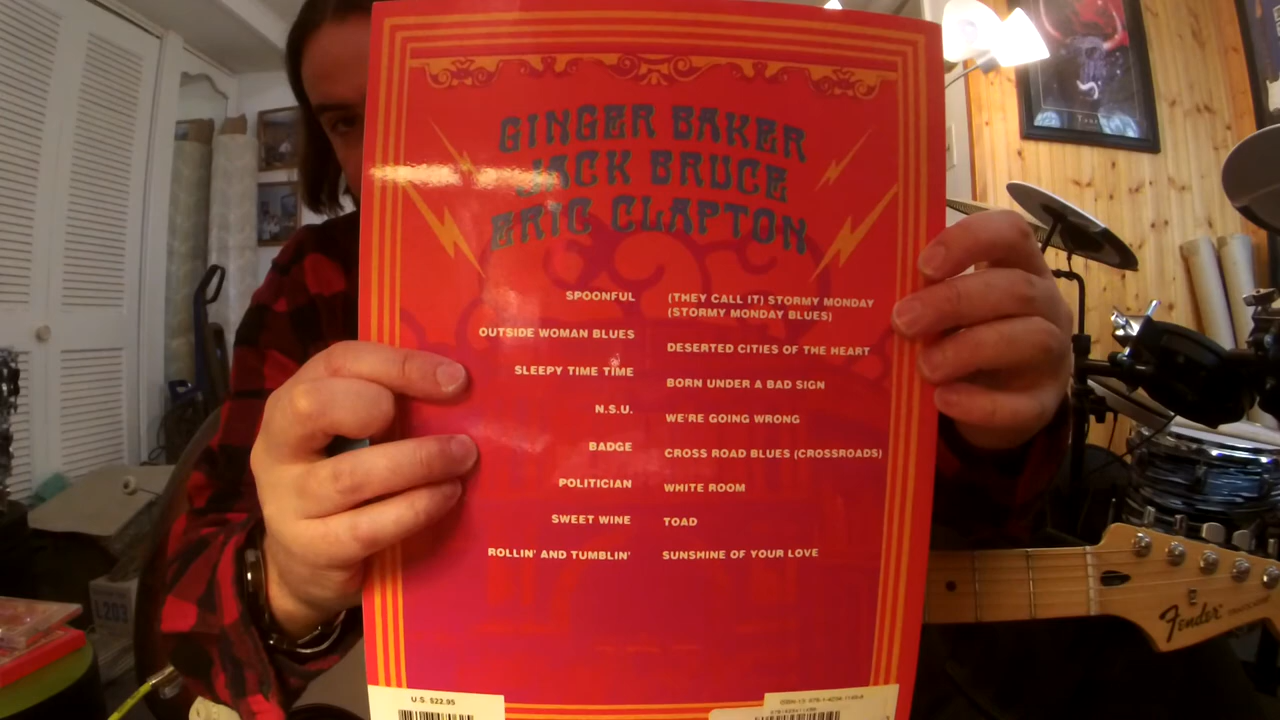 GINGER BAKER
JACK BRUCE
ERIC CLAPTON
SPOONFUL
OUTSIDE WOMAN BLUES
SLEEPY TIME TIME
N.S.U.
BADGE
POLITICIAN
SWEET WINE
ROLLIN' AND TUMBLIN'
(THEY CALL IT) STORMY MONDAY
(STORMY MONDAY BLUES)
DESERTED CITIES OF THE HEART
BORN UNDER A BAD SIGN
WE'RE GOING WRONG
CROSS ROAD BLUES (CROSSROADS)
WHITE ROOM
TOAD
SUNSHINE OF YOUR LOVE
U.S. $22.95
L203
Fender